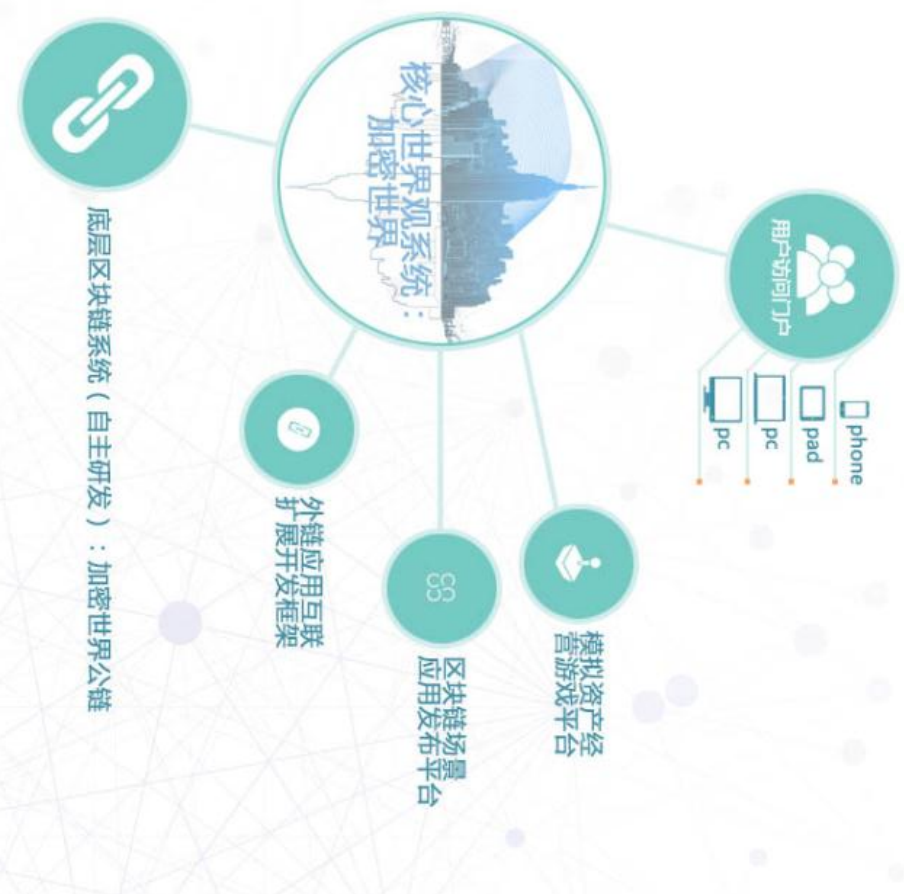 用户访问门户
phone
pad
pc
pc
模拟资产经
营游戏平台
核心世界观系统：
加密世界
区块链场景
应用发布平台
外链应用互联
扩展开发框架
底层区块链系统（自主研发）：加密世界公链